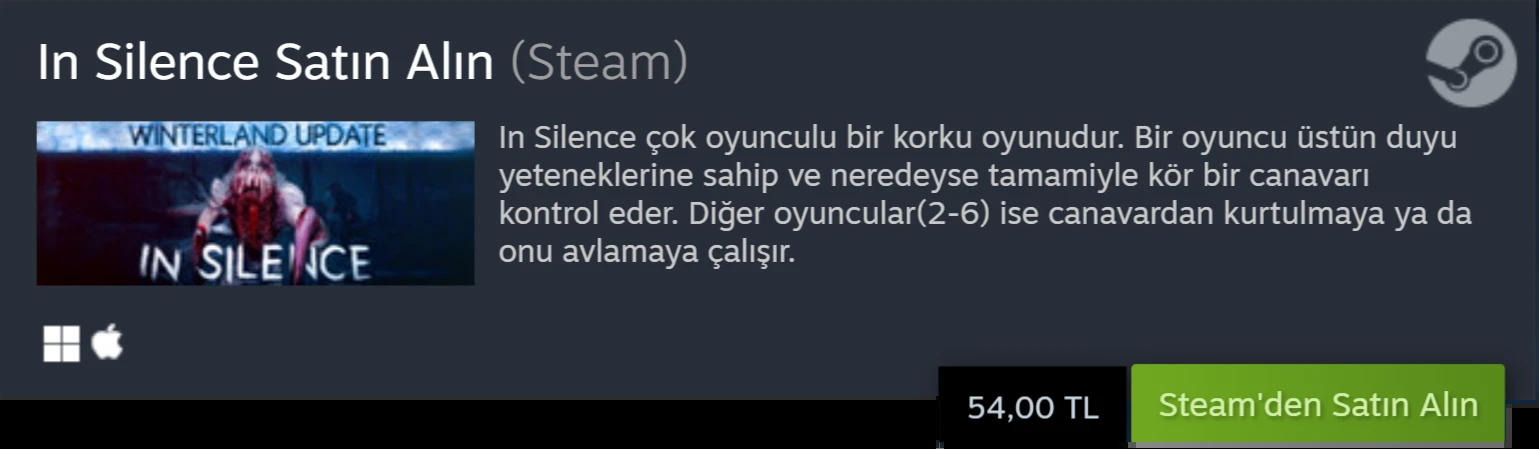 In Silence Satın Alın (Steam)
WINTERLAND UPDATE
IN SILENCE
In Silence çok oyunculu bir korku oyunudur. Bir oyuncu üstün duyu
yeteneklerine sahip ve neredeyse tamamiyle kör bir canavarı
kontrol eder. Diğer oyuncular(2-6) ise canavardan kurtulmaya ya da
onu avlamaya çalışır.
54,00 TL
Steam'den Satın Alın